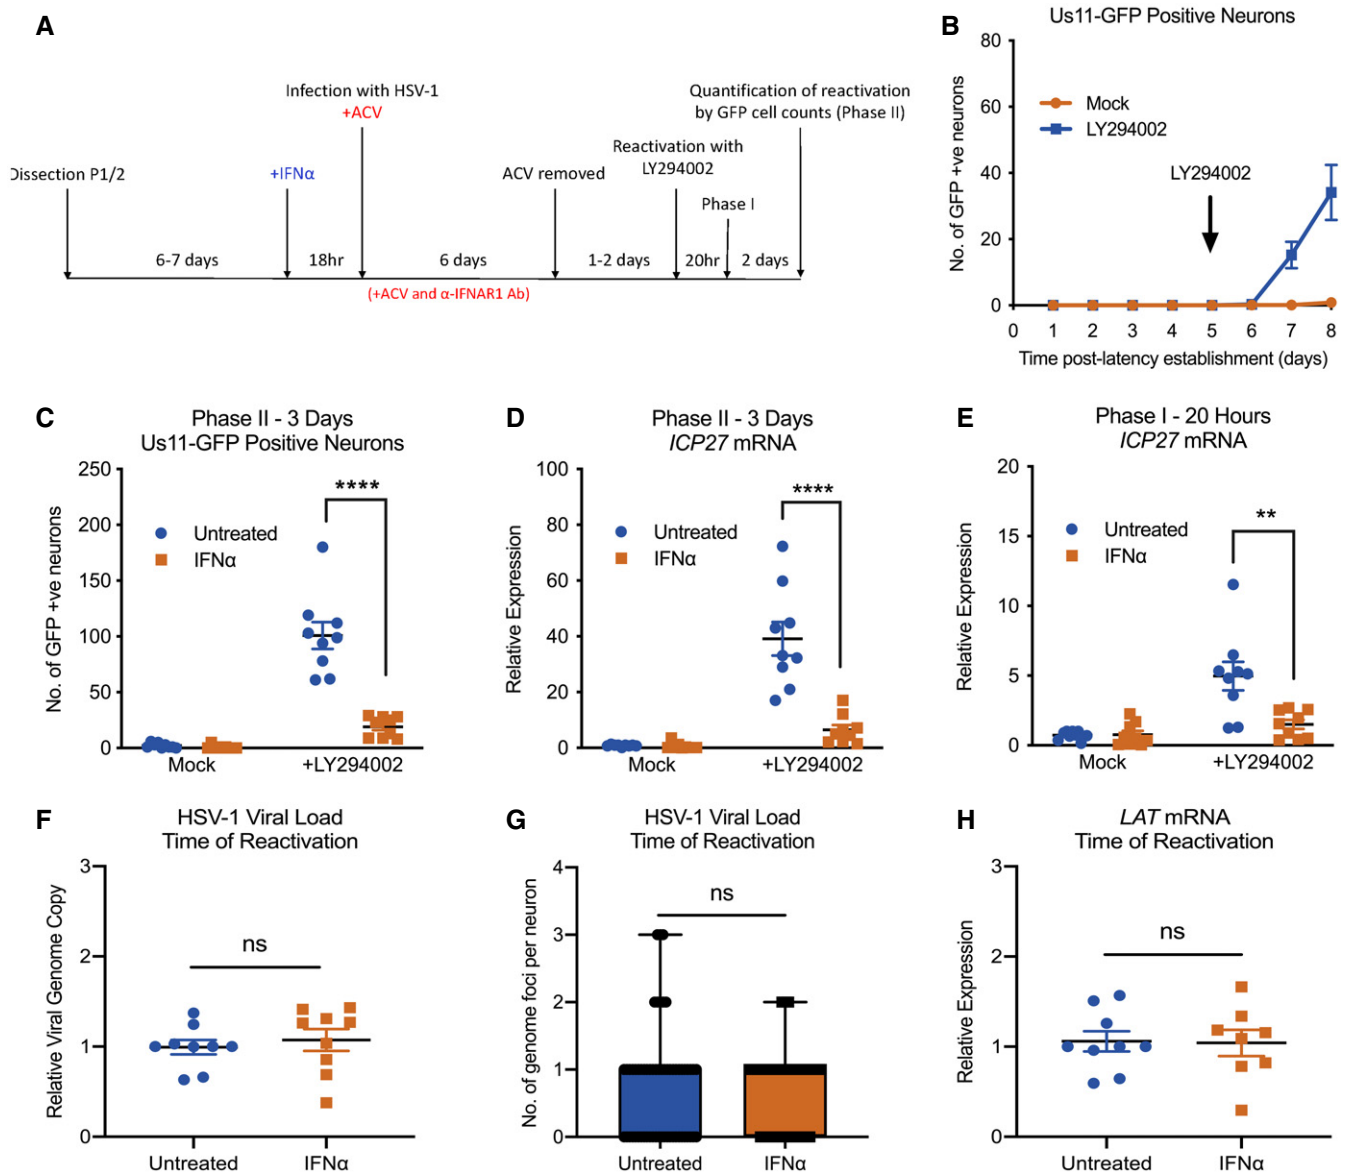 A
Infection with HSV-1
+ACV
Quantification of reactivation
by GFP cell counts (Phase II)
Reactivation with
LY294002
Dissection P1/2
+IFNα
ACV removed
Phase I
6-7 days
18hr
6 days
1-2 days
20hr
2 days
(+ACV and α-IFNAR1 Ab)
B
Us11-GFP Positive Neurons
No. of GFP +ve neurons
80
60
40
20
0
Mock
LY294002
LY294002
0 1 2 3 4 5 6 7 8
Time post-latency establishment (days)
C
Phase II - 3 Days
Us11-GFP Positive Neurons
No. of GFP +ve neurons
250
200
150
100
50
0
****
Untreated
IFNα
Mock
+LY294002
D
Phase II - 3 Days
ICP27 mRNA
Relative Expression
100
80
60
40
20
0
****
Untreated
IFNα
Mock
+LY294002
E
Phase I - 20 Hours
ICP27 mRNA
Relative Expression
20
15
10
5
0
**
Untreated
IFNα
Mock
+LY294002
F
HSV-1 Viral Load
Time of Reactivation
Relative Viral Genome Copy
3
2
1
0
ns
Untreated
IFNα
G
HSV-1 Viral Load
Time of Reactivation
No. of genome foci per neuron
4
3
2
1
0
ns
Untreated
IFNα
H
LAT mRNA
Time of Reactivation
Relative Expression
3
2
1
0
ns
Untreated
IFNα